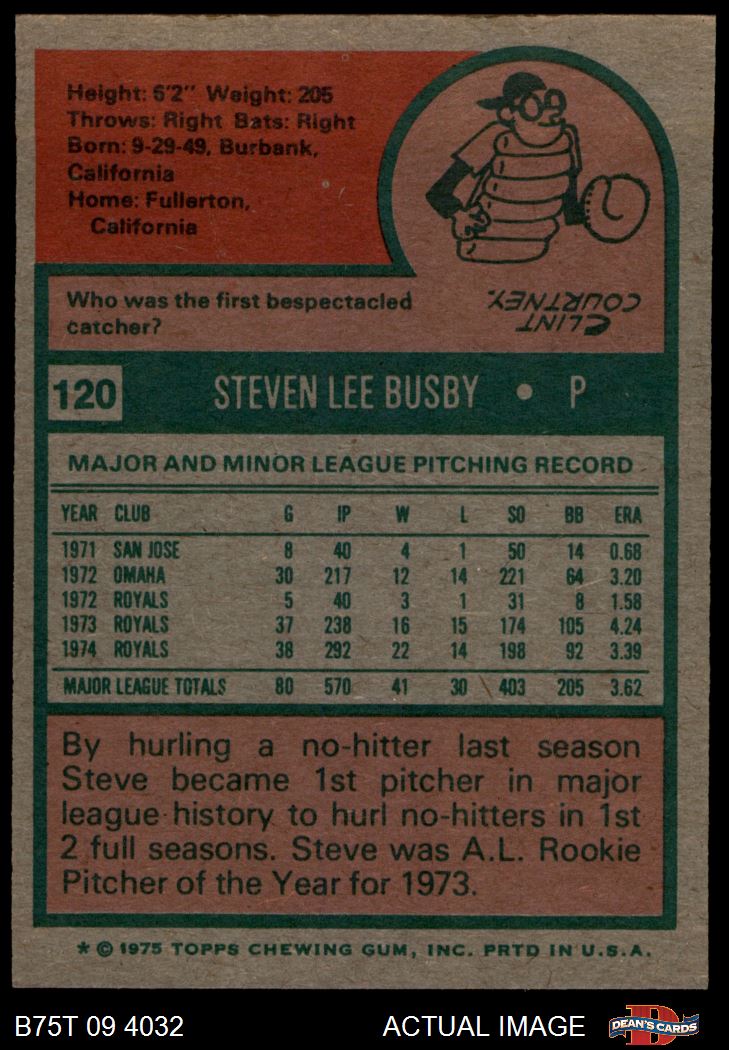 Height: 6'2" Weight: 205
Throws: Right Bats: Right
Born: 9-29-49, Burbank,
California
Home: Fullerton,
California
Who was the first bespectacled
catcher?
CLINT
COURTNEY.
120 STEVEN LEE BUSBY • P
MAJOR AND MINOR LEAGUE PITCHING RECORD
YEAR CLUB G IP W L SO BB ERA
1971 SAN JOSE 8 40 4 1 50 14 0.68
1972 OMAHA 30 217 12 14 221 64 3.20
1972 ROYALS 5 40 3 1 31 8 1.58
1973 ROYALS 37 238 16 15 174 105 4.24
1974 ROYALS 38 292 22 14 198 92 3.39
MAJOR LEAGUE TOTALS 80 570 41 30 403 205 3.62
By hurling a no-hitter last season
Steve became 1st pitcher in major
league history to hurl no-hitters in 1st
2 full seasons. Steve was A.L. Rookie
Pitcher of the Year for 1973.
* © 1975 TOPPS CHEWING GUM, INC. PRTD IN U.S.A.
B75T 09 4032 ACTUAL IMAGE D DEAN'S CARDS